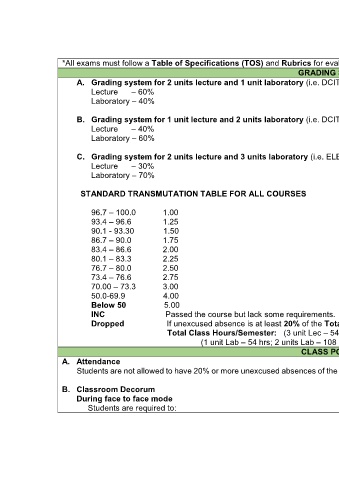 *All exams must follow a Table of Specifications (TOS) and Rubrics for eva
GRADING
A. Grading system for 2 units lecture and 1 unit laboratory (i.e. DCIT
Lecture – 60%
Laboratory – 40%
B. Grading system for 1 unit lecture and 2 units laboratory (i.e. DCIT
Lecture – 40%
Laboratory – 60%
C. Grading system for 2 units lecture and 3 units laboratory (i.e. ELE
Lecture – 30%
Laboratory – 70%
STANDARD TRANSMUTATION TABLE FOR ALL COURSES
96.7 – 100.0 1.00
93.4 – 96.6 1.25
90.1 - 93.30 1.50
86.7 – 90.0 1.75
83.4 – 86.6 2.00
80.1 – 83.3 2.25
76.7 – 80.0 2.50
73.4 – 76.6 2.75
70.00 – 73.3 3.00
50.0-69.9 4.00
Below 50 5.00
INC Passed the course but lack some requirements.
Dropped If unexcused absence is at least 20% of the Tota
Total Class Hours/Semester: (3 unit Lec – 54
(1 unit Lab – 54 hrs; 2 units Lab – 108
CLASS PO
A. Attendance
Students are not allowed to have 20% or more unexcused absences of the
B. Classroom Decorum
During face to face mode
Students are required to: